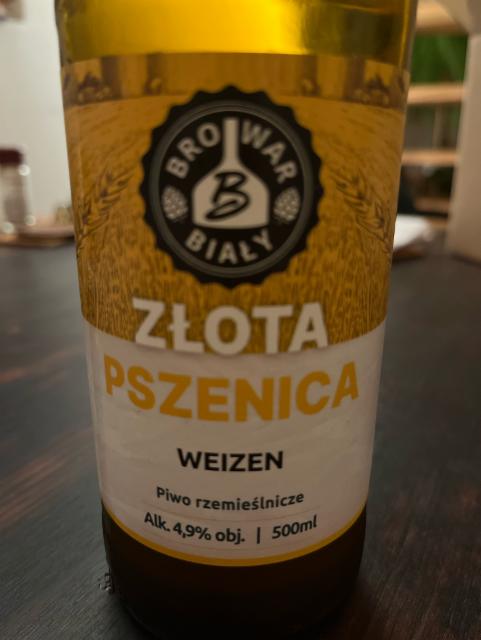 BROWAR
B
BIAŁY
ZŁOTA
PSZENICA
WEIZEN
Piwo rzemieślnicze
Alk. 4,9% obj. | 500ml